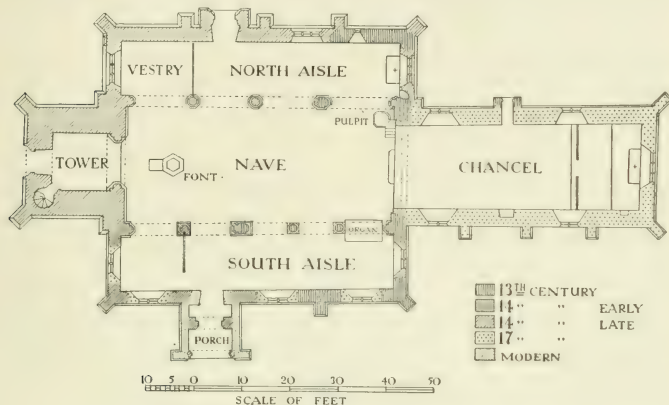 VESTRY
NORTH AISLE
PULPIT
TOWER
FONT.
NAVE
CHANCEL
ORGAN
SOUTH AISLE
PORCH
13TH CENTURY
14 " " EARLY
14 " " LATE
17 " "
MODERN
10 5 0 10 20 30 40 50
SCALE OF FEET